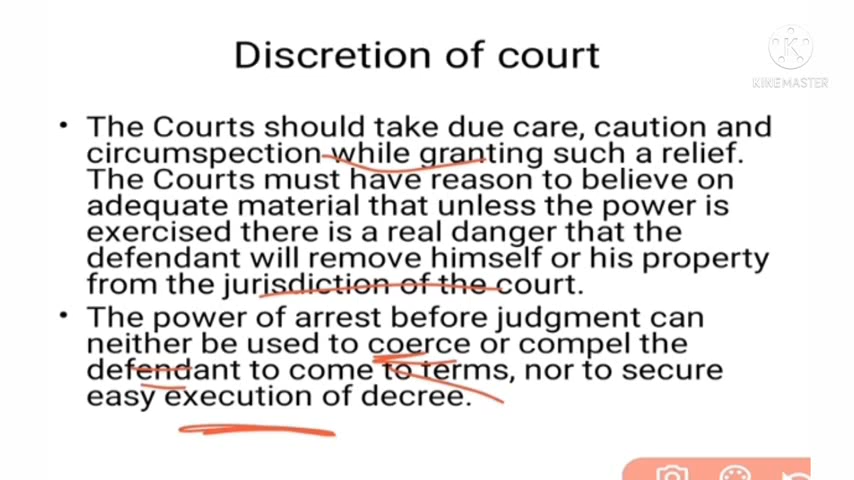 Discretion of court
KINEMASTER
• The Courts should take due care, caution and
circumspection while granting such a relief.
The Courts must have reason to believe on
adequate material that unless the power is
exercised there is a real danger that the
defendant will remove himself or his property
from the jurisdiction of the court.
• The power of arrest before judgment can
neither be used to coerce or compel the
defendant to come to terms, nor to secure
easy execution of decree.